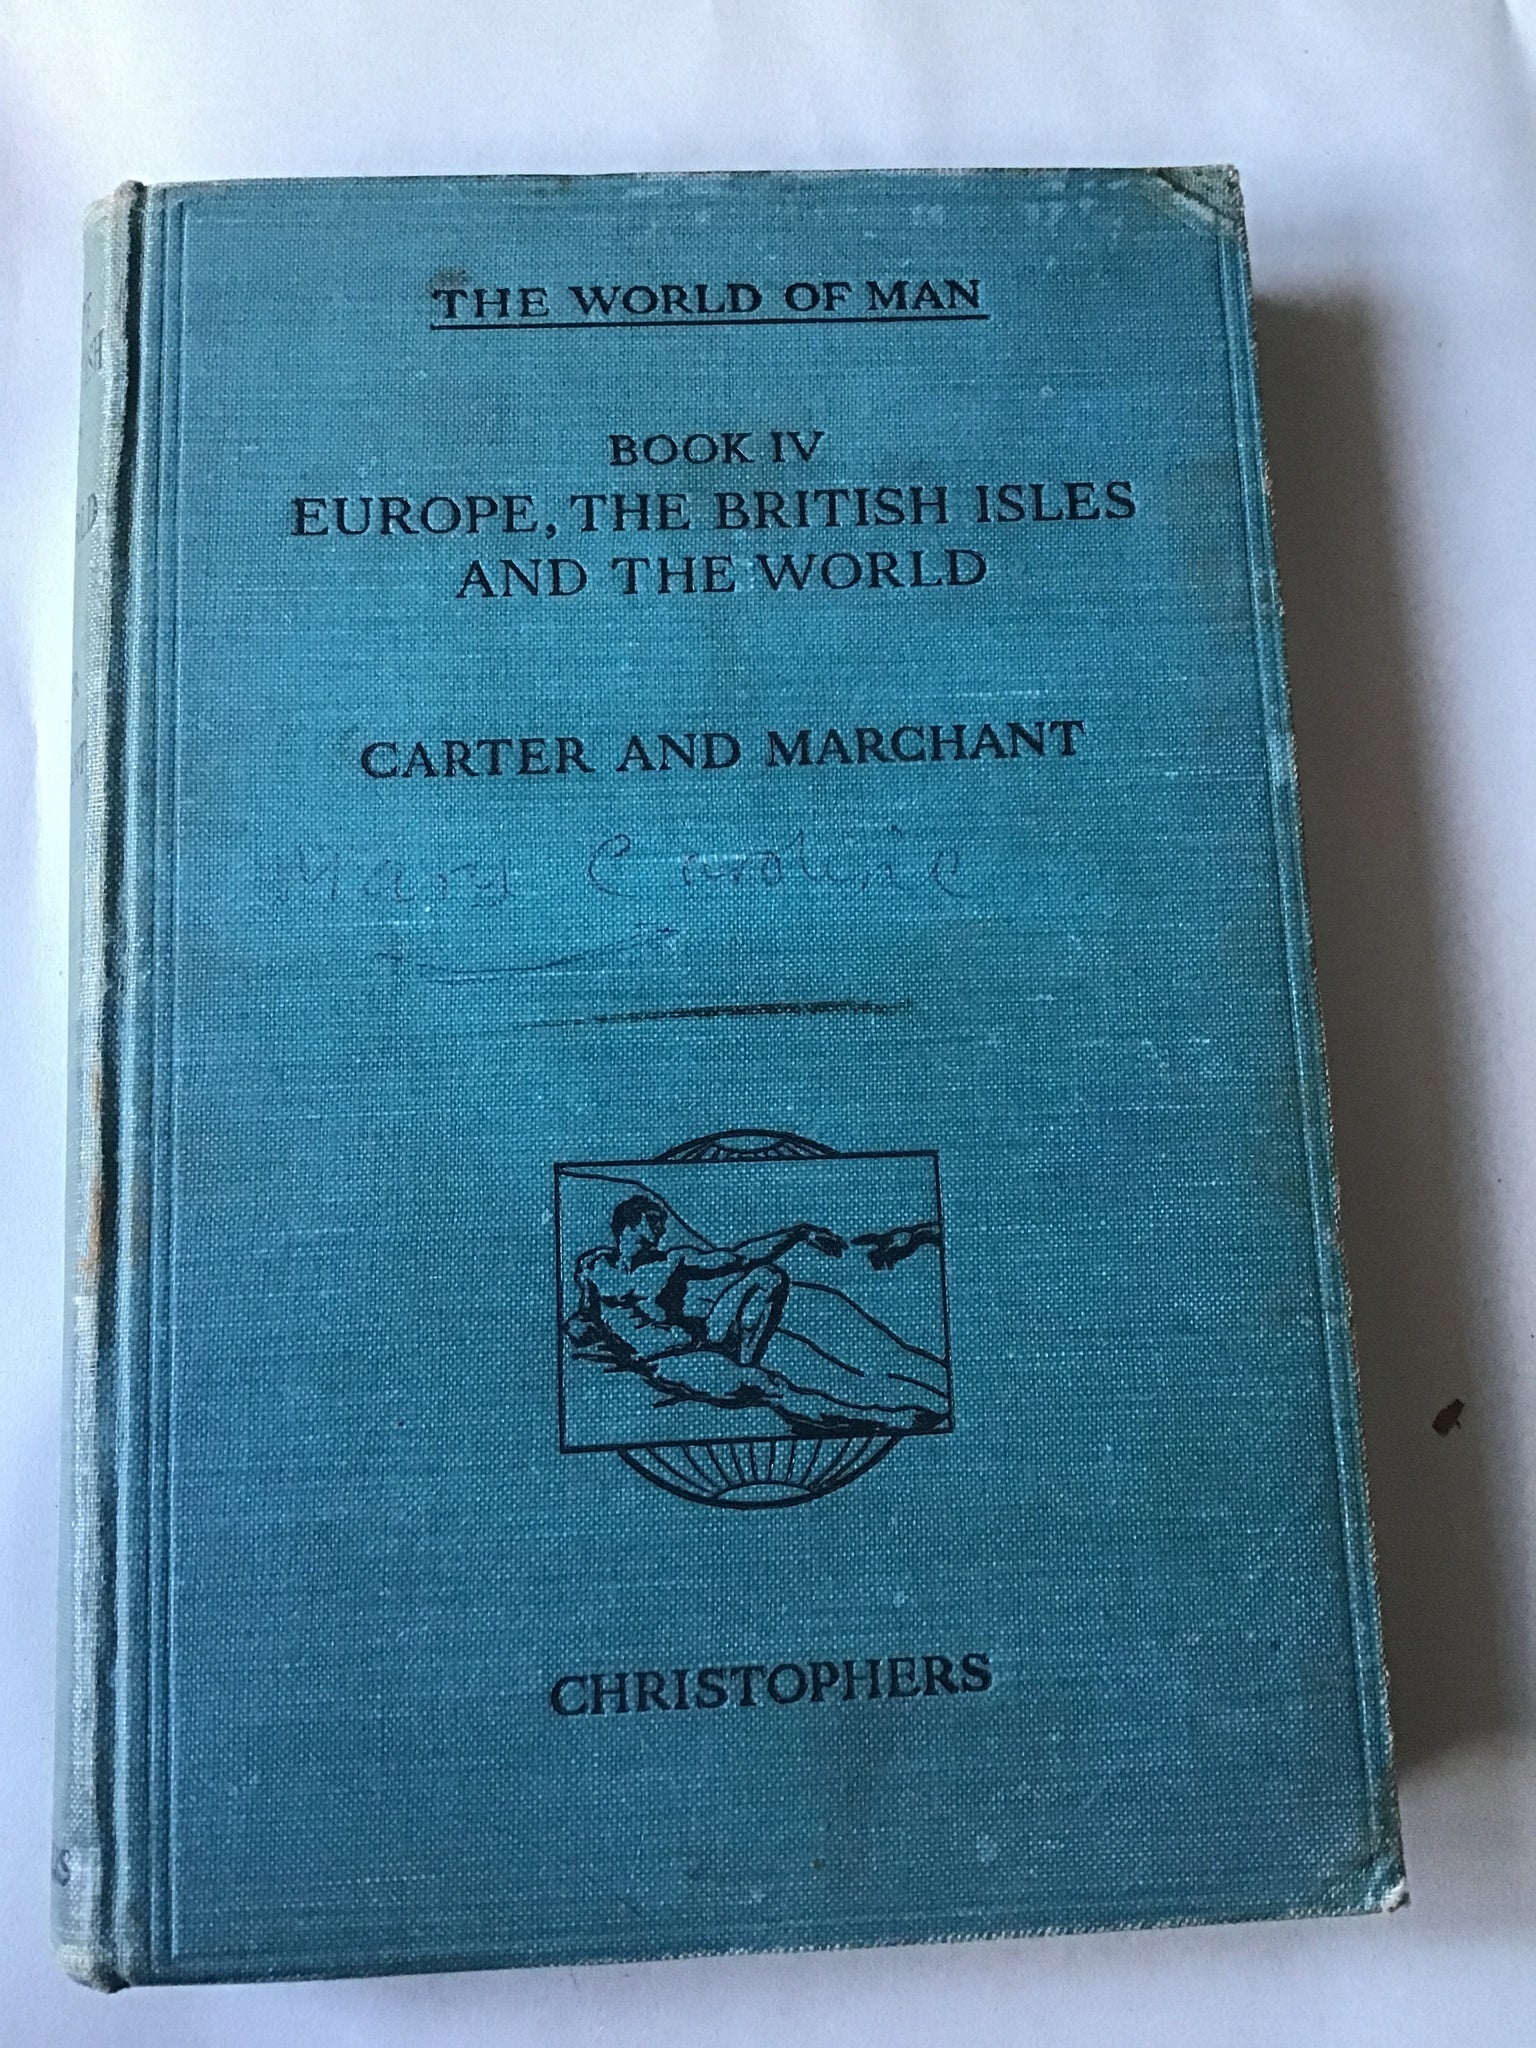 THE WORLD OF MAN
BOOK IV
EUROPE, THE BRITISH ISLES
AND THE WORLD
CARTER AND MARCHANT
Mary Caroline
CHRISTOPHERS